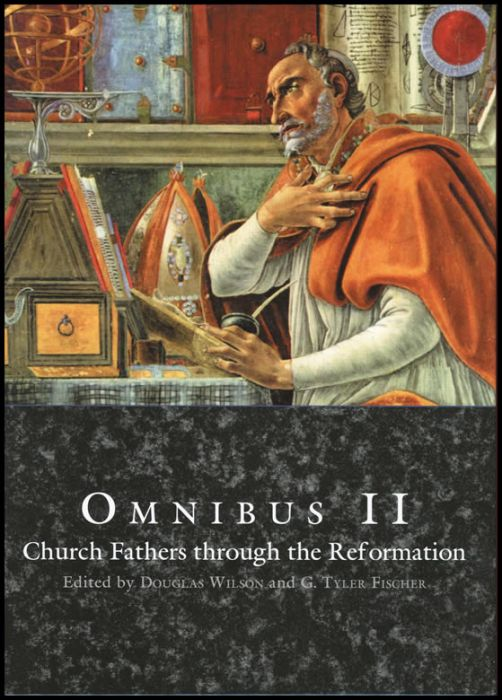 OMNIBUS II
Church Fathers through the Reformation
Edited by DOUGLAS WILSON and G. TYLER FISCHER